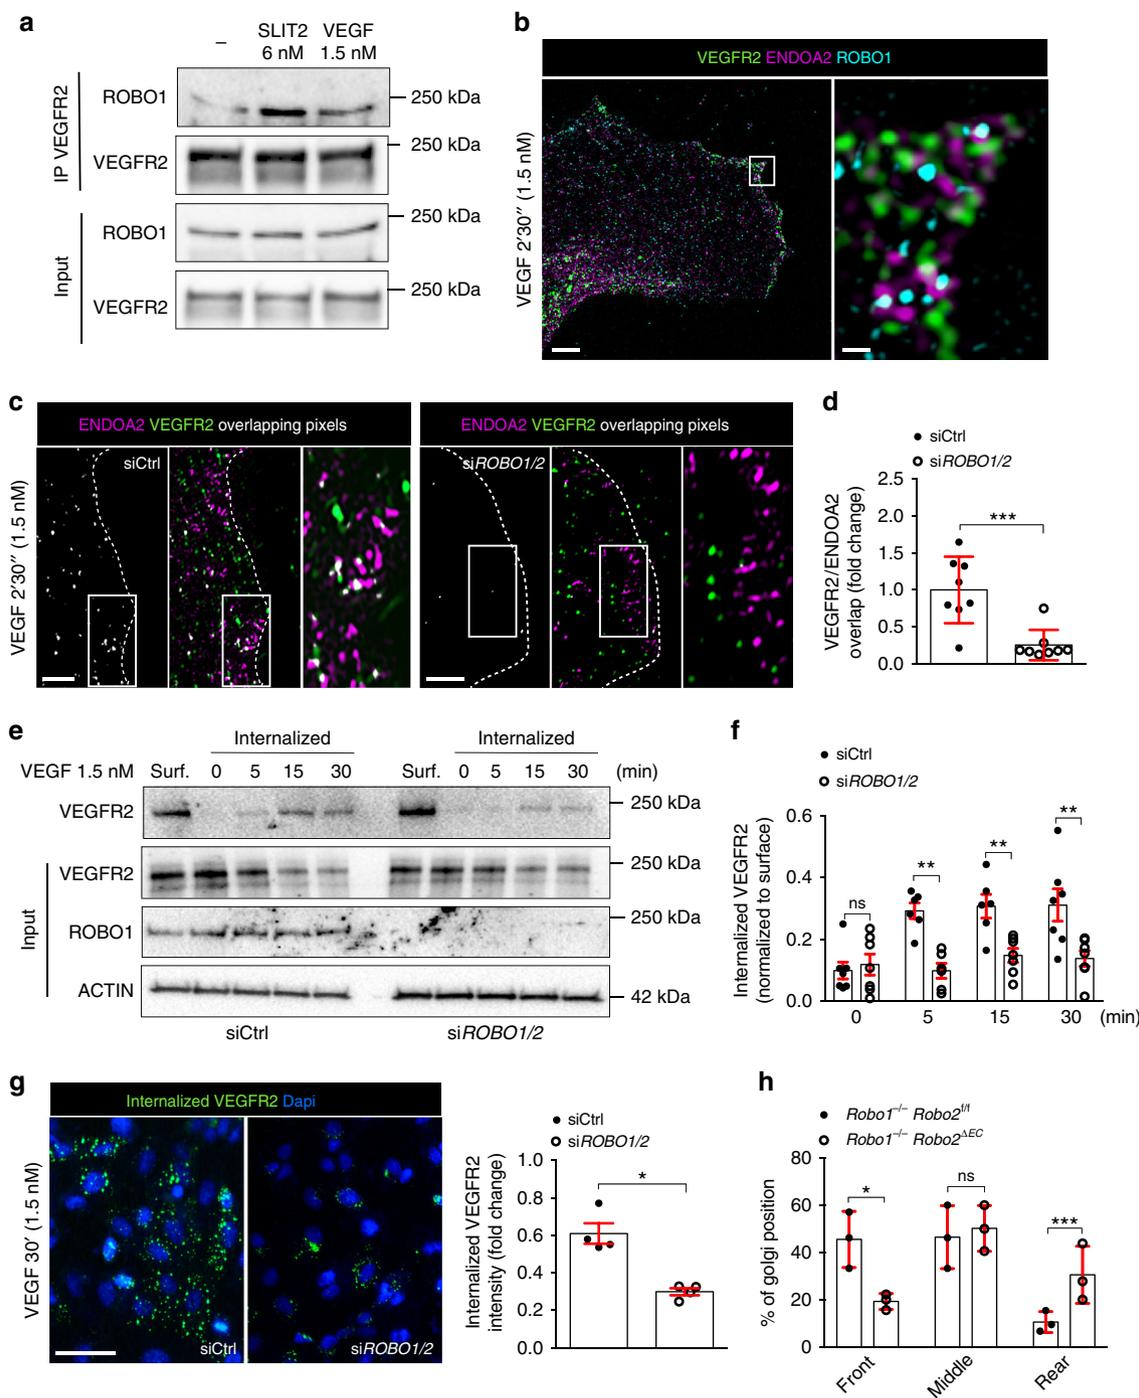 a
–
SLIT2
6 nM
VEGF
1.5 nM
IP VEGFR2
ROBO1
250 kDa
VEGFR2
250 kDa
Input
ROBO1
250 kDa
VEGFR2
250 kDa
b
VEGFR2 ENDOA2 ROBO1
VEGF 2′30″ (1.5 nM)
c
ENDOA2 VEGFR2 overlapping pixels
ENDOA2 VEGFR2 overlapping pixels
siCtrl
siROBO1/2
VEGF 2′30″ (1.5 nM)
d
siCtrl
siROBO1/2
VEGFR2/ENDOA2
overlap (fold change)
2.5
2.0
1.5
1.0
0.5
0.0
***
e
Internalized
Internalized
VEGF 1.5 nM Surf. 0 5 15 30 Surf. 0 5 15 30 (min)
VEGFR2
250 kDa
Input
VEGFR2
250 kDa
ROBO1
250 kDa
ACTIN
42 kDa
siCtrl
siROBO1/2
f
siCtrl
siROBO1/2
Internalized VEGFR2
(normalized to surface)
0.6
0.4
0.2
0.0
ns
**
**
**
0 5 15 30 (min)
g
Internalized VEGFR2 Dapi
VEGF 30′ (1.5 nM)
siCtrl
siROBO1/2
siCtrl
siROBO1/2
Internalized VEGFR2
intensity (fold change)
1.0
0.8
0.6
0.4
0.2
0.0
*
h
Robo1–/– Robo2f/f
Robo1–/– Robo2ΔEC
% of golgi position
80
60
40
20
0
*
ns
***
Front
Middle
Rear